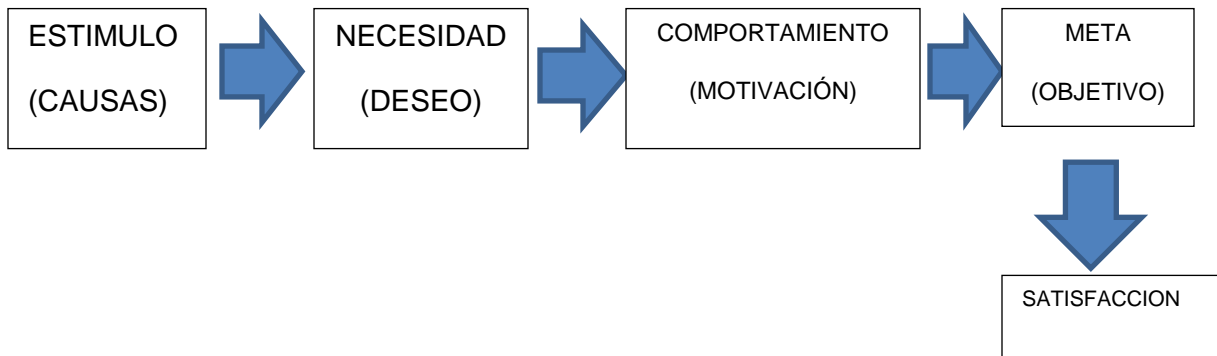 ESTIMULO
(CAUSAS)
NECESIDAD
(DESEO)
COMPORTAMIENTO
(MOTIVACIÓN)
META
(OBJETIVO)
SATISFACCION